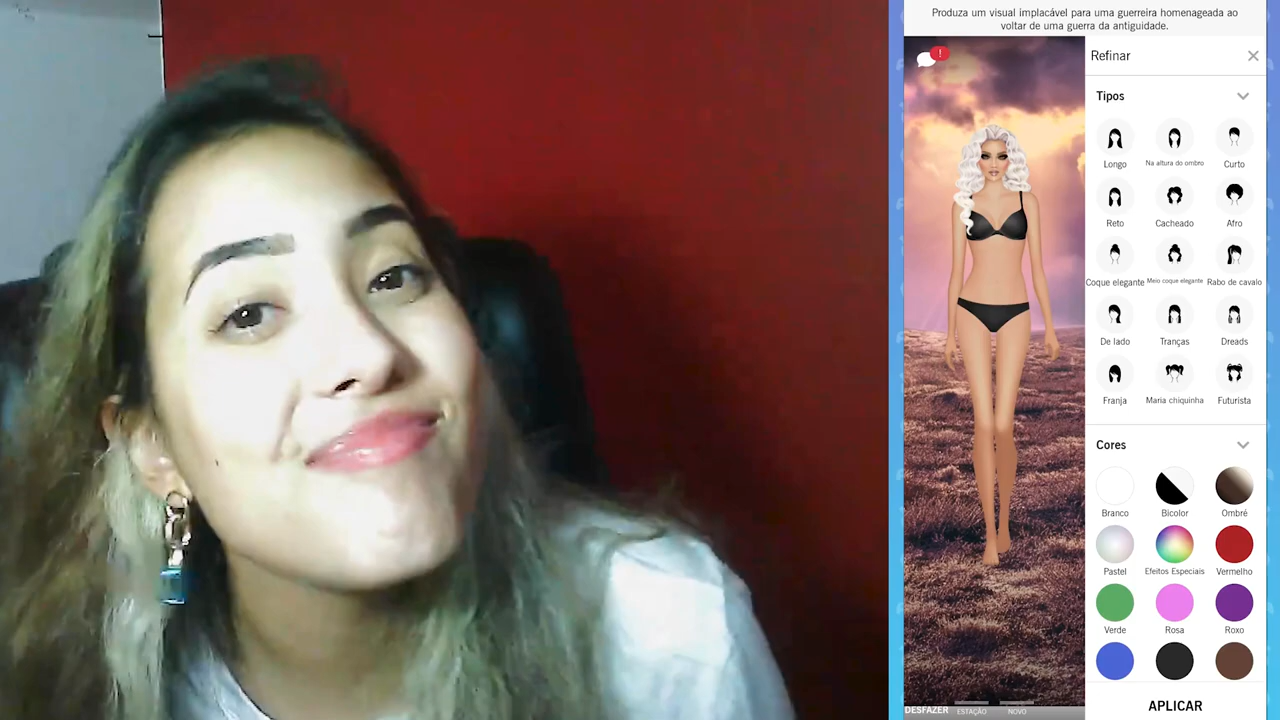 Produza um visual implacável para uma guerreira homenageada ao
voltar de uma guerra da antiguidade.
!
Refinar
Tipos
Longo
Na altura do ombro
Curto
Reto
Cacheado
Afro
Coque elegante
Meio coque elegante
Rabo de cavalo
De lado
Tranças
Dreads
Franja
Maria chiquinha
Futurista
Cores
Branco
Bicolor
Ombré
Pastel
Efeitos Especiais
Vermelho
Verde
Rosa
Roxo
APLICAR
DESFAZER
ESTAÇÃO
NOVO